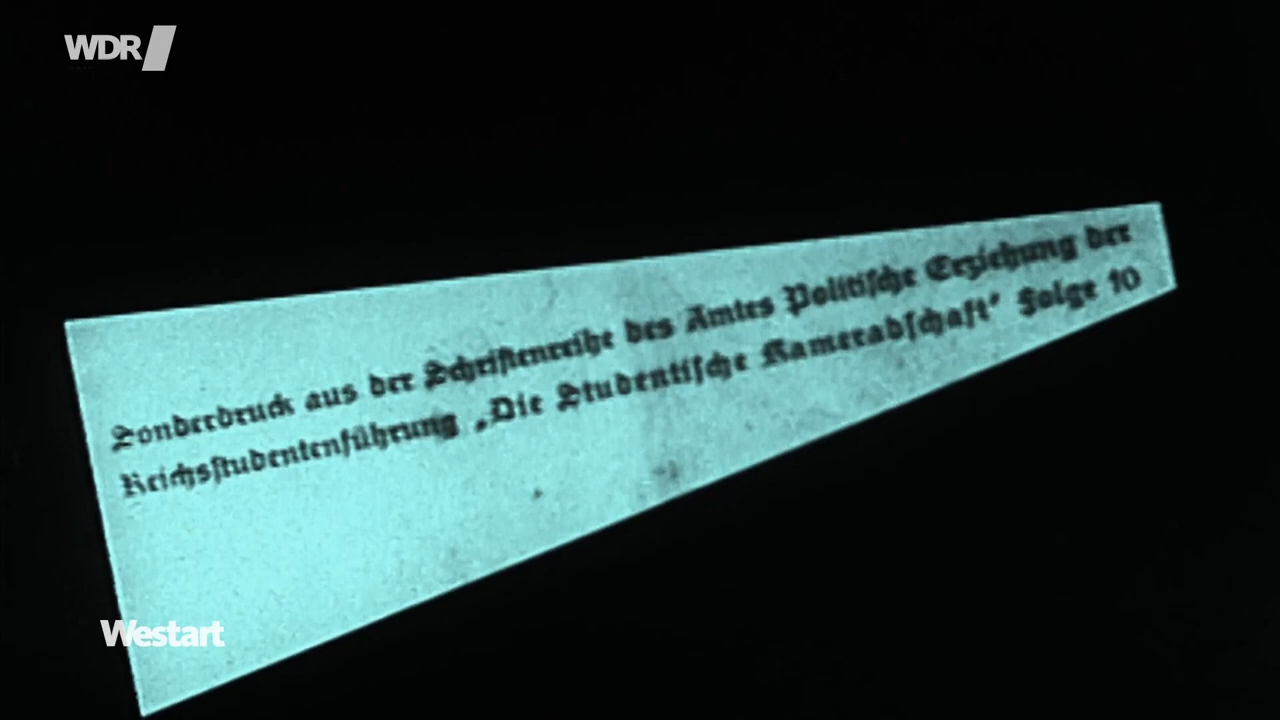 WDR
Sonderdruck aus der Schriftenreihe des Amtes Politische Erziehung der
Reichsstudentenführung „Die Studentische Kameradschaft“ Folge 10
Westart